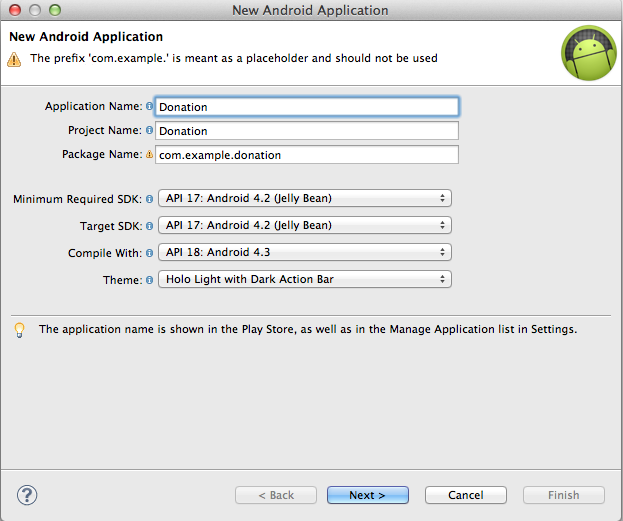 New Android Application
New Android Application
The prefix 'com.example.' is meant as a placeholder and should not be used
Application Name: Donation
Project Name: Donation
Package Name: com.example.donation
Minimum Required SDK: API 17: Android 4.2 (Jelly Bean)
Target SDK: API 17: Android 4.2 (Jelly Bean)
Compile With: API 18: Android 4.3
Theme: Holo Light with Dark Action Bar
The application name is shown in the Play Store, as well as in the Manage Application list in Settings.
? < Back Next > Cancel Finish